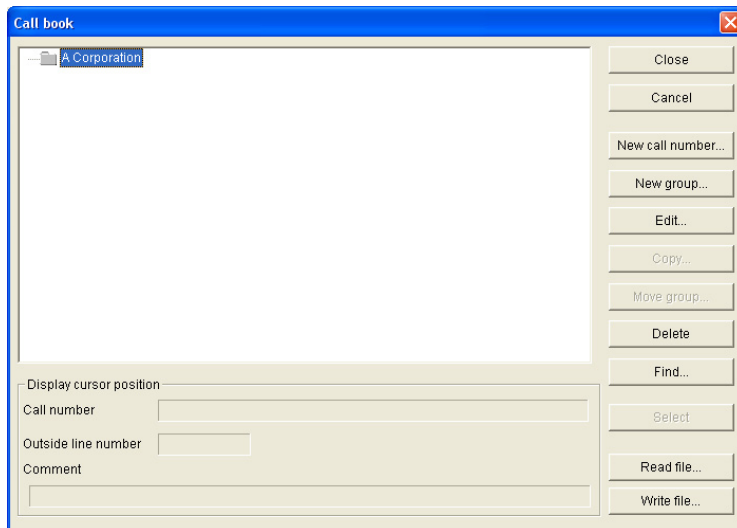 Call book
A Corporation
Close
Cancel
New call number...
New group...
Edit...
Copy...
Move group...
Delete
Find...
Select
Read file...
Write file...
Display cursor position
Call number
Outside line number
Comment